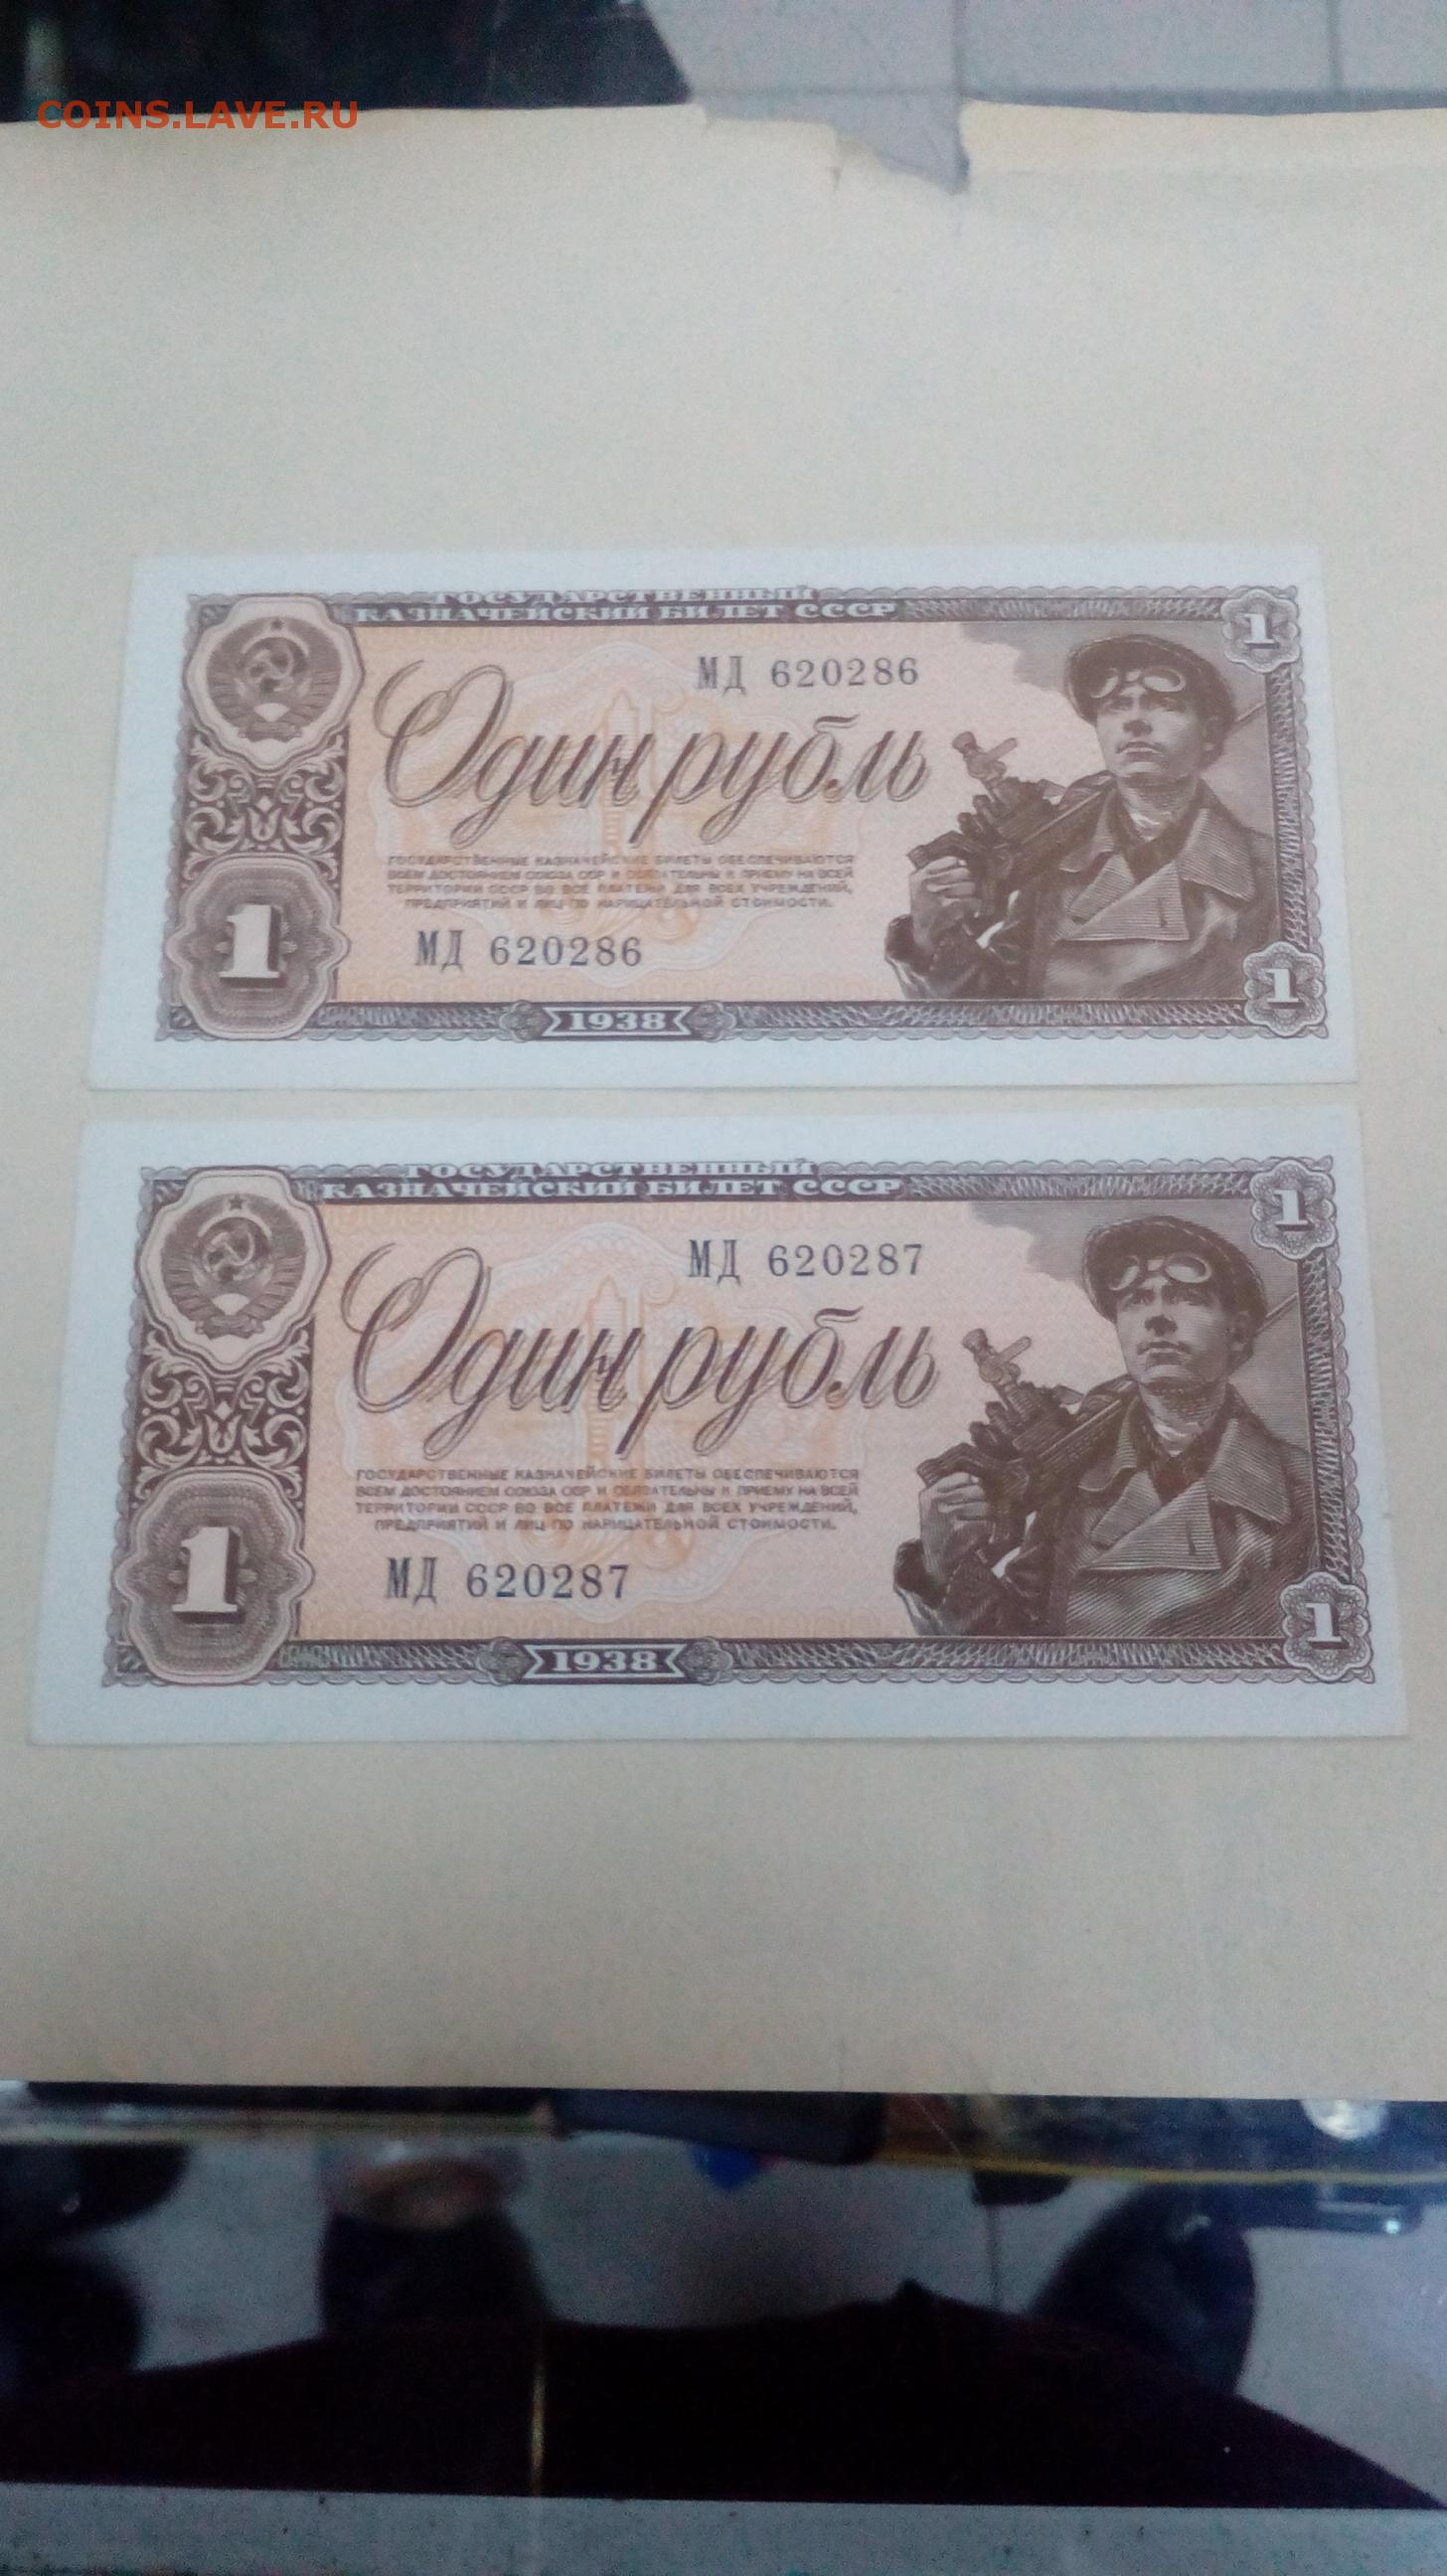 COINS.LAVE.RU
ГОСУДАРСТВЕННЫЙ
КАЗНАЧЕЙСКИЙ БИЛЕТ СССР
1
МД 620286
Один рубль
ГОСУДАРСТВЕННЫЕ КАЗНАЧЕЙСКИЕ БИЛЕТЫ ОБЕСПЕЧИВАЮТСЯ
ВСЕМ ДОСТОЯНИЕМ СОЮЗА ССР И ОБЯЗАТЕЛЬНЫ К ПРИЕМУ НА ВСЕЙ
ТЕРРИТОРИИ СССР ВО ВСЕ ПЛАТЕЖИ ДЛЯ ВСЕХ УЧРЕЖДЕНИЙ,
ПРЕДПРИЯТИЙ И ЛИЦ ПО НАРИЦАТЕЛЬНОЙ СТОИМОСТИ.
1
МД 620286
1
1938
ГОСУДАРСТВЕННЫЙ
КАЗНАЧЕЙСКИЙ БИЛЕТ СССР
1
МД 620287
Один рубль
ГОСУДАРСТВЕННЫЕ КАЗНАЧЕЙСКИЕ БИЛЕТЫ ОБЕСПЕЧИВАЮТСЯ
ВСЕМ ДОСТОЯНИЕМ СОЮЗА ССР И ОБЯЗАТЕЛЬНЫ К ПРИЕМУ НА ВСЕЙ
ТЕРРИТОРИИ СССР ВО ВСЕ ПЛАТЕЖИ ДЛЯ ВСЕХ УЧРЕЖДЕНИЙ,
ПРЕДПРИЯТИЙ И ЛИЦ ПО НАРИЦАТЕЛЬНОЙ СТОИМОСТИ.
1
МД 620287
1
1938